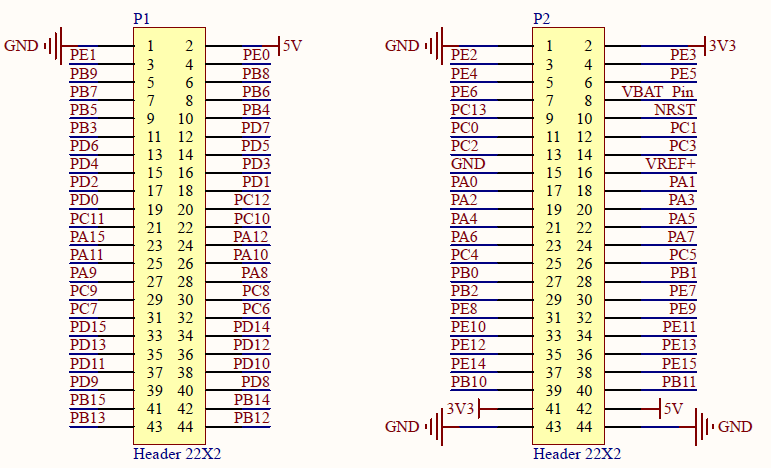 P1
GND 1 2 5V
PE1 3 4 PE0
PB9 5 6 PB8
PB7 7 8 PB6
PB5 9 10 PB4
PB3 11 12 PD7
PD6 13 14 PD5
PD4 15 16 PD3
PD2 17 18 PD1
PD0 19 20 PC12
PC11 21 22 PC10
PA15 23 24 PA12
PA11 25 26 PA10
PA9 27 28 PA8
PC9 29 30 PC8
PC7 31 32 PC6
PD15 33 34 PD14
PD13 35 36 PD12
PD11 37 38 PD10
PD9 39 40 PD8
PB15 41 42 PB14
PB13 43 44 PB12
Header 22X2
P2
GND 1 2 3V3
PE2 3 4 PE3
PE4 5 6 PE5
PE6 7 8 VBAT_Pin
PC13 9 10 NRST
PC0 11 12 PC1
PC2 13 14 PC3
GND 15 16 VREF+
PA0 17 18 PA1
PA2 19 20 PA3
PA4 21 22 PA5
PA6 23 24 PA7
PC4 25 26 PC5
PB0 27 28 PB1
PB2 29 30 PE7
PE8 31 32 PE9
PE10 33 34 PE11
PE12 35 36 PE13
PE14 37 38 PE15
PB10 39 40 PB11
3V3 41 42 5V
GND 43 44 GND
Header 22X2